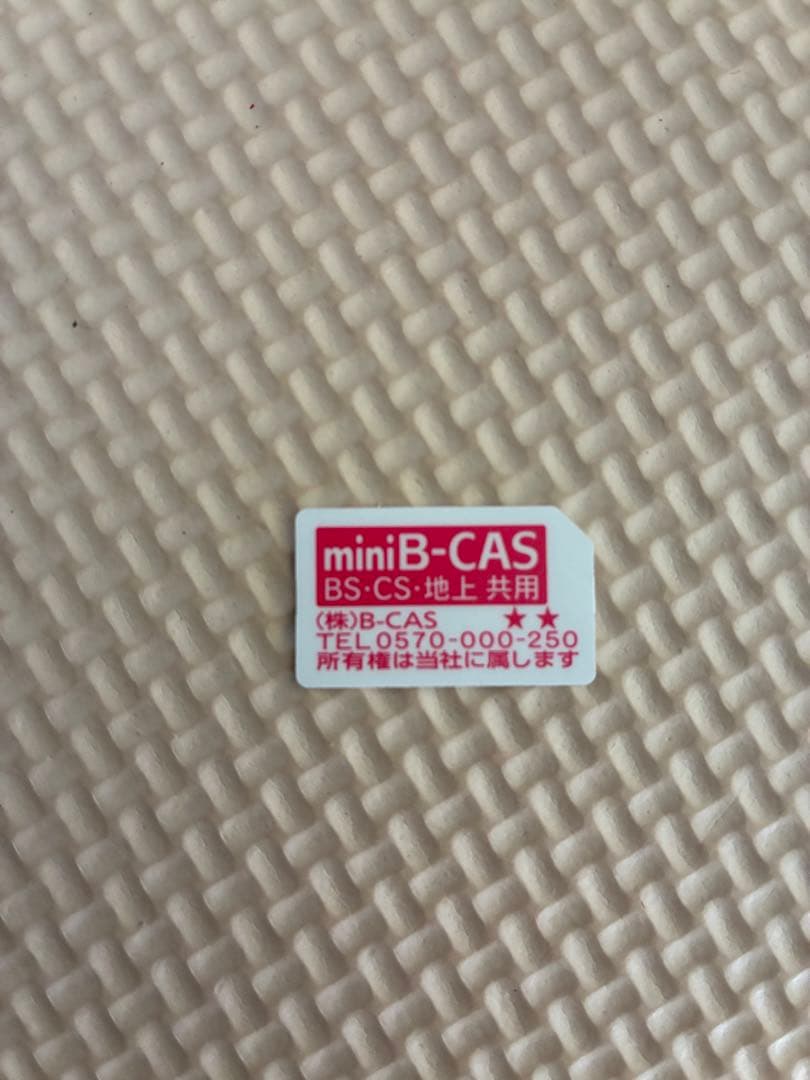 miniB-CAS
BS・CS・地上 共用
(株)B-CAS ★★
TEL 0570-000-250
所有権は当社に属します